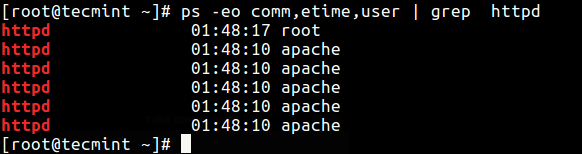 [root@tecmint ~]# ps -eo comm,etime,user | grep  httpd
httpd           01:48:17 root
httpd           01:48:10 apache
httpd           01:48:10 apache
httpd           01:48:10 apache
httpd           01:48:10 apache
httpd           01:48:10 apache
[root@tecmint ~]#